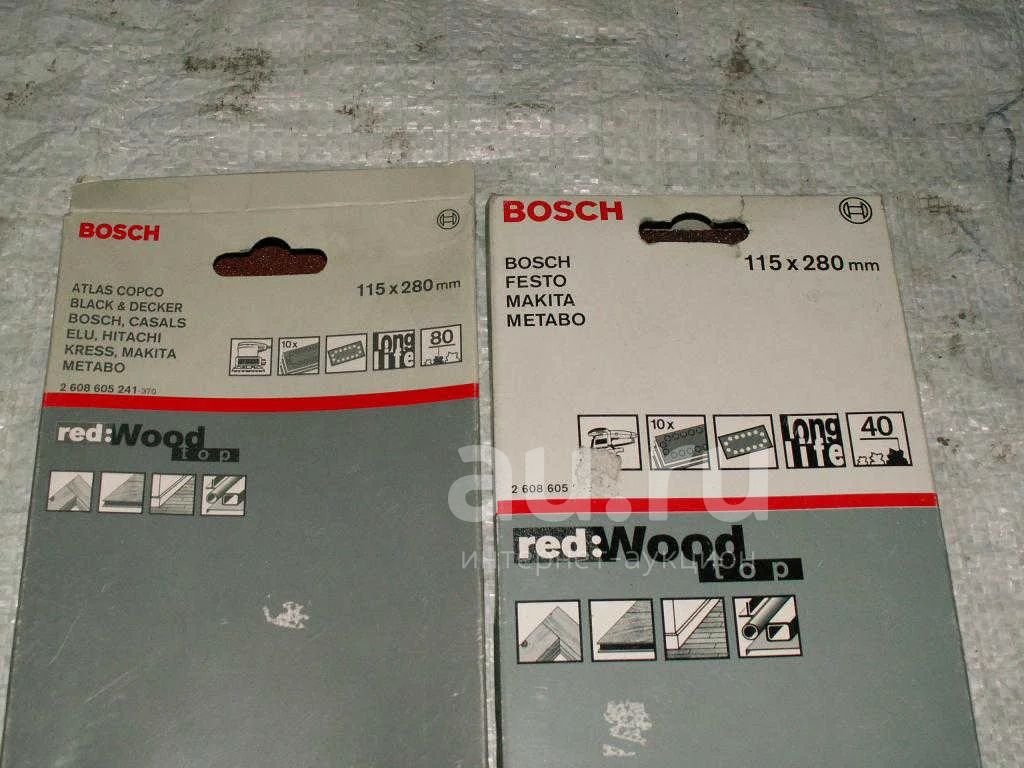 BOSCH
115 x 280 mm
ATLAS COPCO
BLACK & DECKER
BOSCH, CASALS
ELU, HITACHI
KRESS, MAKITA
METABO
2 608 605 241-370
10x
long
life
80
red:Wood
top
BOSCH
115 x 280 mm
BOSCH
FESTO
MAKITA
METABO
10x
long
life
40
2 608 605
red:Wood
top
au.ru
интернет-аукцион